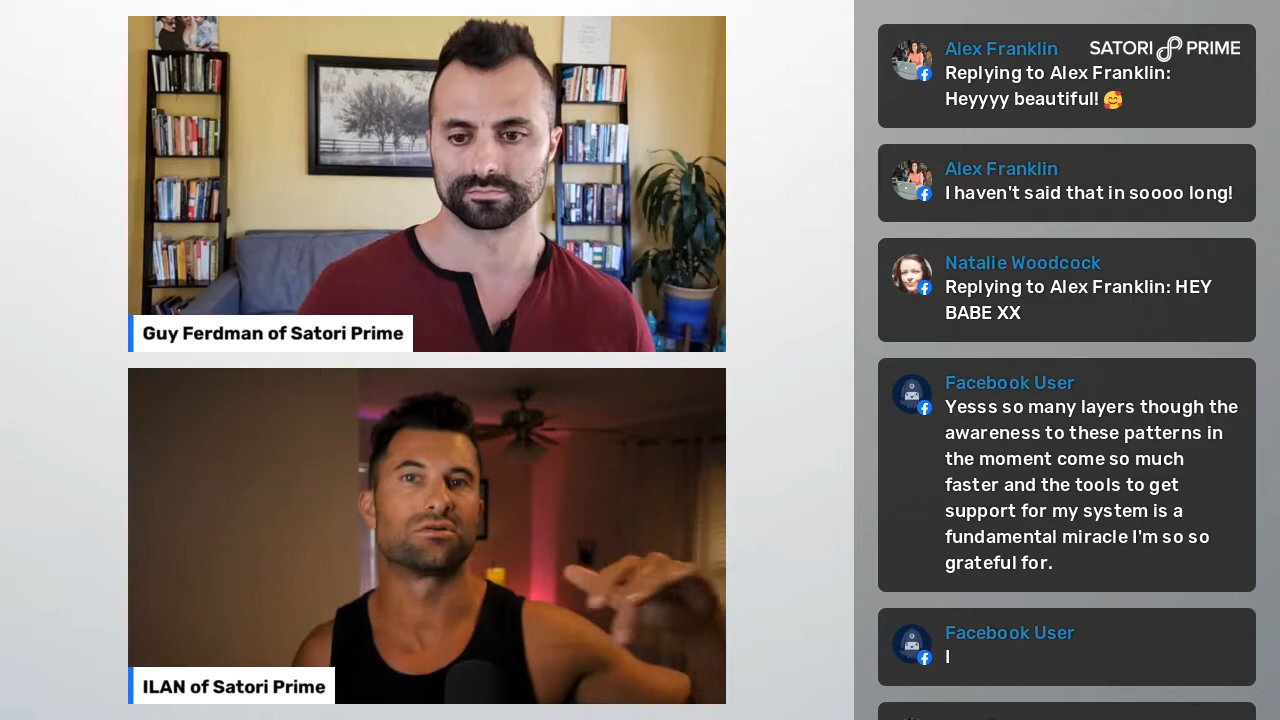 Guy Ferdman of Satori Prime
ILAN of Satori Prime
SATORI PRIME
Alex Franklin
Replying to Alex Franklin:
Heyyyy beautiful! 🥰
Alex Franklin
I haven't said that in soooo long!
Natalie Woodcock
Replying to Alex Franklin: HEY
BABE XX
Facebook User
Yesss so many layers though the
awareness to these patterns in
the moment come so much
faster and the tools to get
support for my system is a
fundamental miracle I'm so so
grateful for.
Facebook User
I